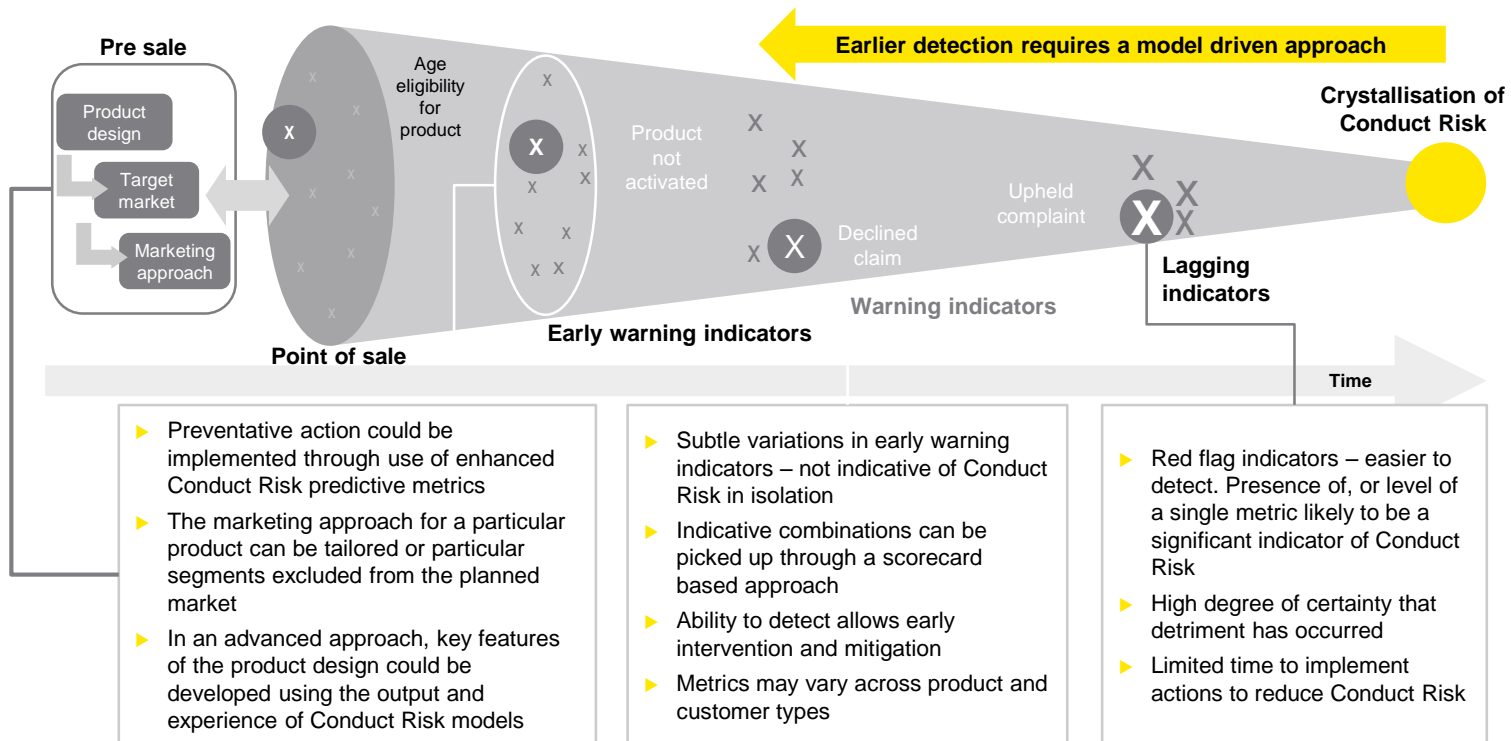 Pre sale
Product
design
Target
market
Marketing
approach
X
Age
eligibility
for
product
X
Product
not
activated
X
Declined
claim
Upheld
complaint
X
Earlier detection requires a model driven approach
Crystallisation of
Conduct Risk
Lagging
indicators
Warning indicators
Early warning indicators
Point of sale
Time
Preventative action could be
implemented through use of enhanced
Conduct Risk predictive metrics
The marketing approach for a particular
product can be tailored or particular
segments excluded from the planned
market
In an advanced approach, key features
of the product design could be
developed using the output and
experience of Conduct Risk models
Subtle variations in early warning
indicators – not indicative of Conduct
Risk in isolation
Indicative combinations can be
picked up through a scorecard
based approach
Ability to detect allows early
intervention and mitigation
Metrics may vary across product and
customer types
Red flag indicators – easier to
detect. Presence of, or level of
a single metric likely to be a
significant indicator of Conduct
Risk
High degree of certainty that
detriment has occurred
Limited time to implement
actions to reduce Conduct Risk